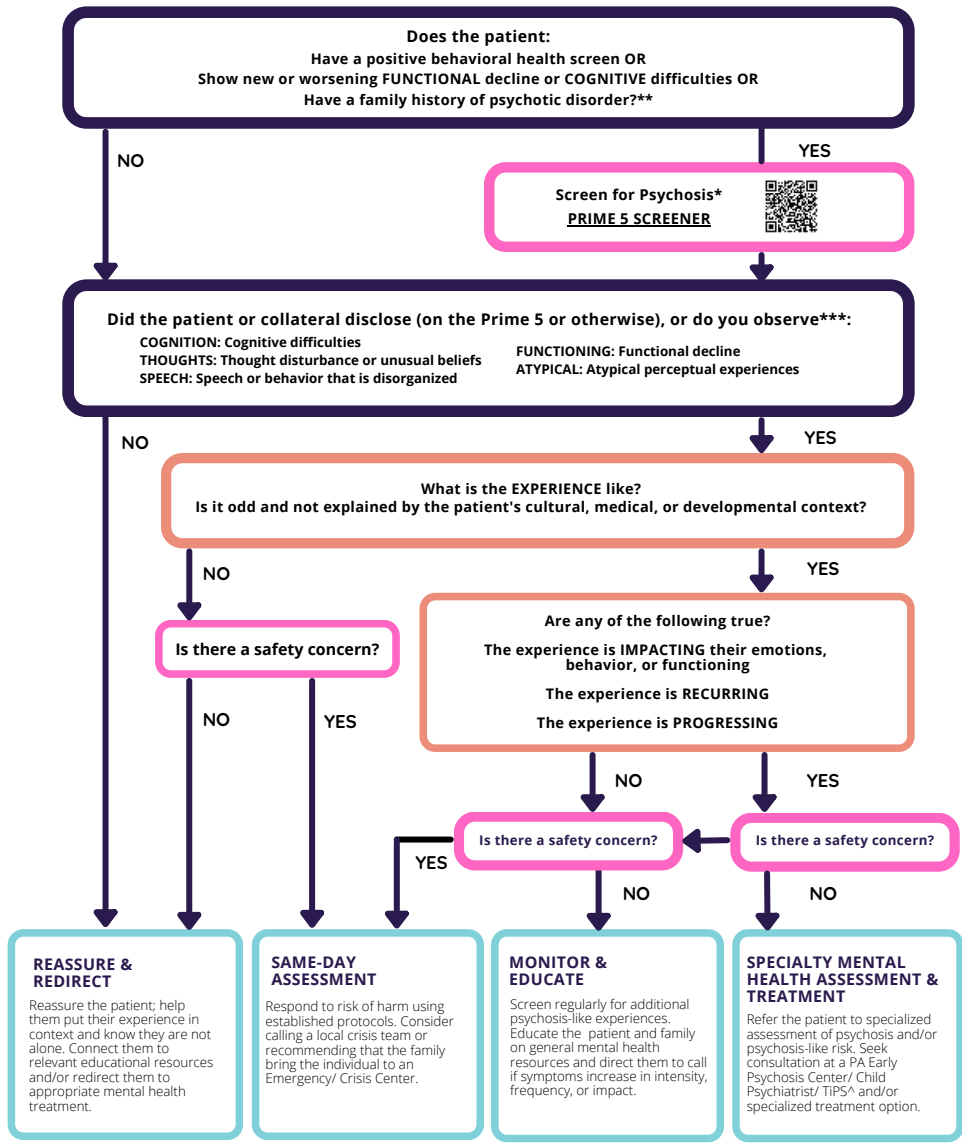 Does the patient:
Have a positive behavioral health screen OR
Show new or worsening FUNCTIONAL decline or COGNITIVE difficulties OR
Have a family history of psychotic disorder?**
NO
YES
Screen for Psychosis*
PRIME 5 SCREENER
Did the patient or collateral disclose (on the Prime 5 or otherwise), or do you observe***:
COGNITION: Cognitive difficulties
THOUGHTS: Thought disturbance or unusual beliefs
SPEECH: Speech or behavior that is disorganized
FUNCTIONING: Functional decline
ATYPICAL: Atypical perceptual experiences
NO
YES
What is the EXPERIENCE like?
Is it odd and not explained by the patient's cultural, medical, or developmental context?
NO
YES
Is there a safety concern?
Are any of the following true?
The experience is IMPACTING their emotions,
behavior, or functioning
The experience is RECURRING
The experience is PROGRESSING
NO
YES
NO
YES
Is there a safety concern?
Is there a safety concern?
YES
NO
NO
REASSURE &
REDIRECT
Reassure the patient; help
them put their experience in
context and know they are not
alone. Connect them to
relevant educational resources
and/or redirect them to
appropriate mental health
treatment.
SAME-DAY
ASSESSMENT
Respond to risk of harm using
established protocols. Consider
calling a local crisis team or
recommending that the family
bring the individual to an
Emergency/ Crisis Center.
MONITOR &
EDUCATE
Screen regularly for additional
psychosis-like experiences.
Educate the patient and family
on general mental health
resources and direct them to call
if symptoms increase in intensity,
frequency, or impact.
SPECIALTY MENTAL
HEALTH ASSESSMENT &
TREATMENT
Refer the patient to specialized
assessment of psychosis and/or
psychosis-like risk. Seek
consultation at a PA Early
Psychosis Center/ Child
Psychiatrist/ TiPS^ and/or
specialized treatment option.